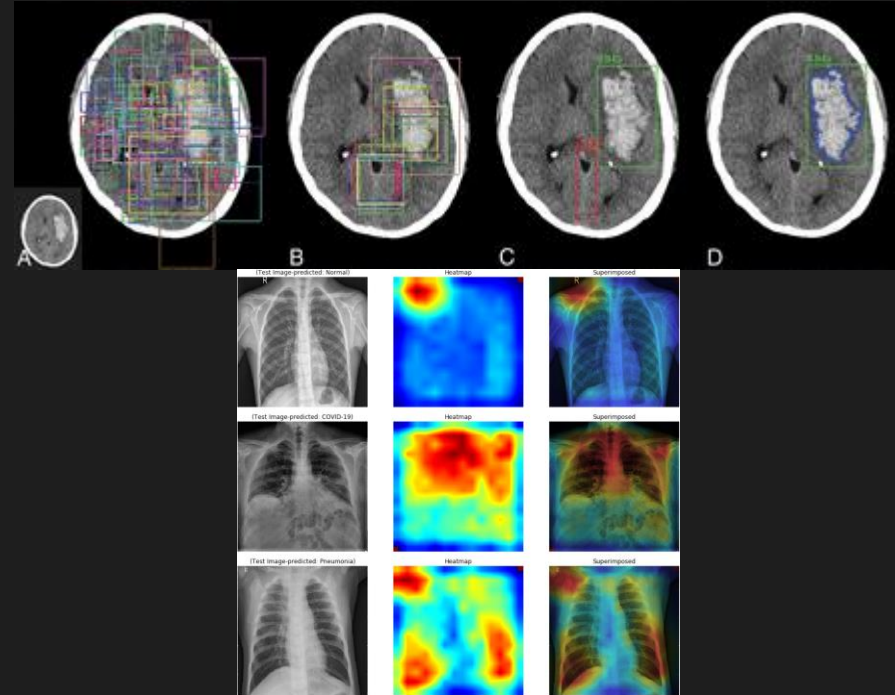 A
B
C
D
(Test Image-predicted: Normal)
Heatmap
Superimposed
R
R
(Test Image-predicted: COVID-19)
Heatmap
Superimposed
(Test Image-predicted: Pneumonia)
Heatmap
Superimposed